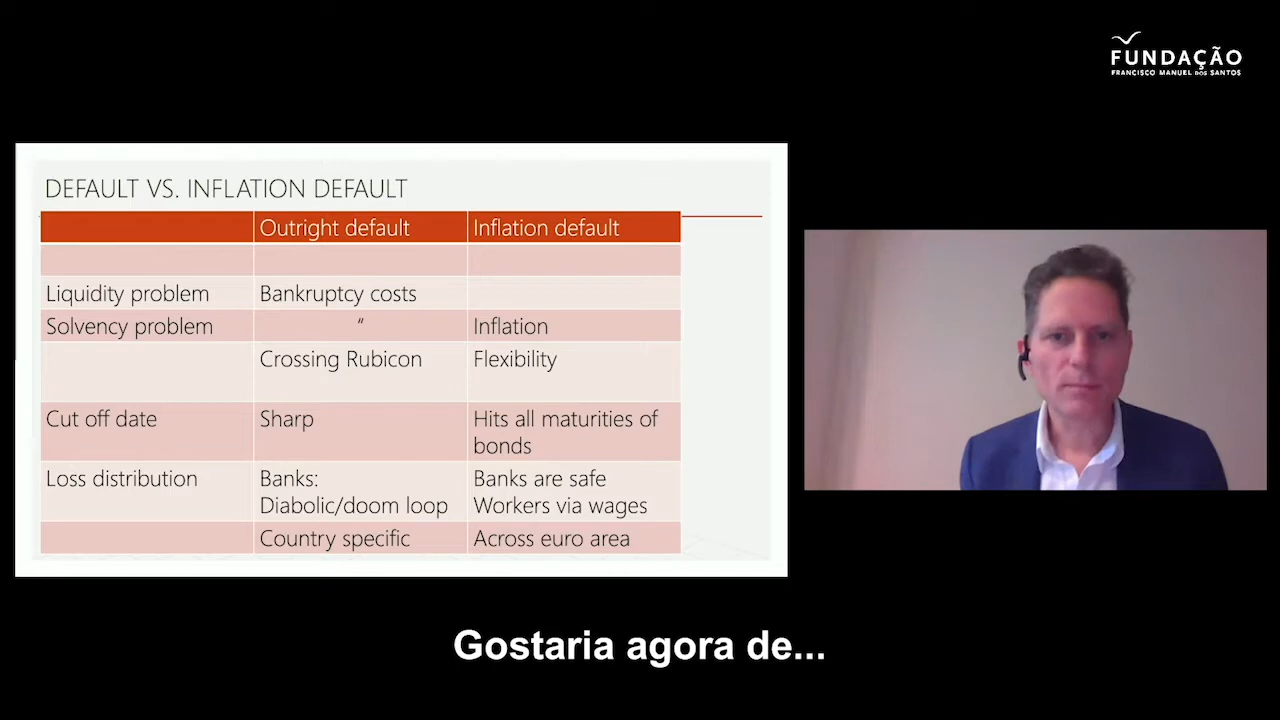 FUNDAÇÃO
FRANCISCO MANUEL DOS SANTOS
DEFAULT VS. INFLATION DEFAULT
Outright default Inflation default
Liquidity problem Bankruptcy costs
Solvency problem “ Inflation
Crossing Rubicon Flexibility
Cut off date Sharp Hits all maturities of
bonds
Loss distribution Banks: Banks are safe
Diabolic/doom loop Workers via wages
Country specific Across euro area
Gostaria agora de...